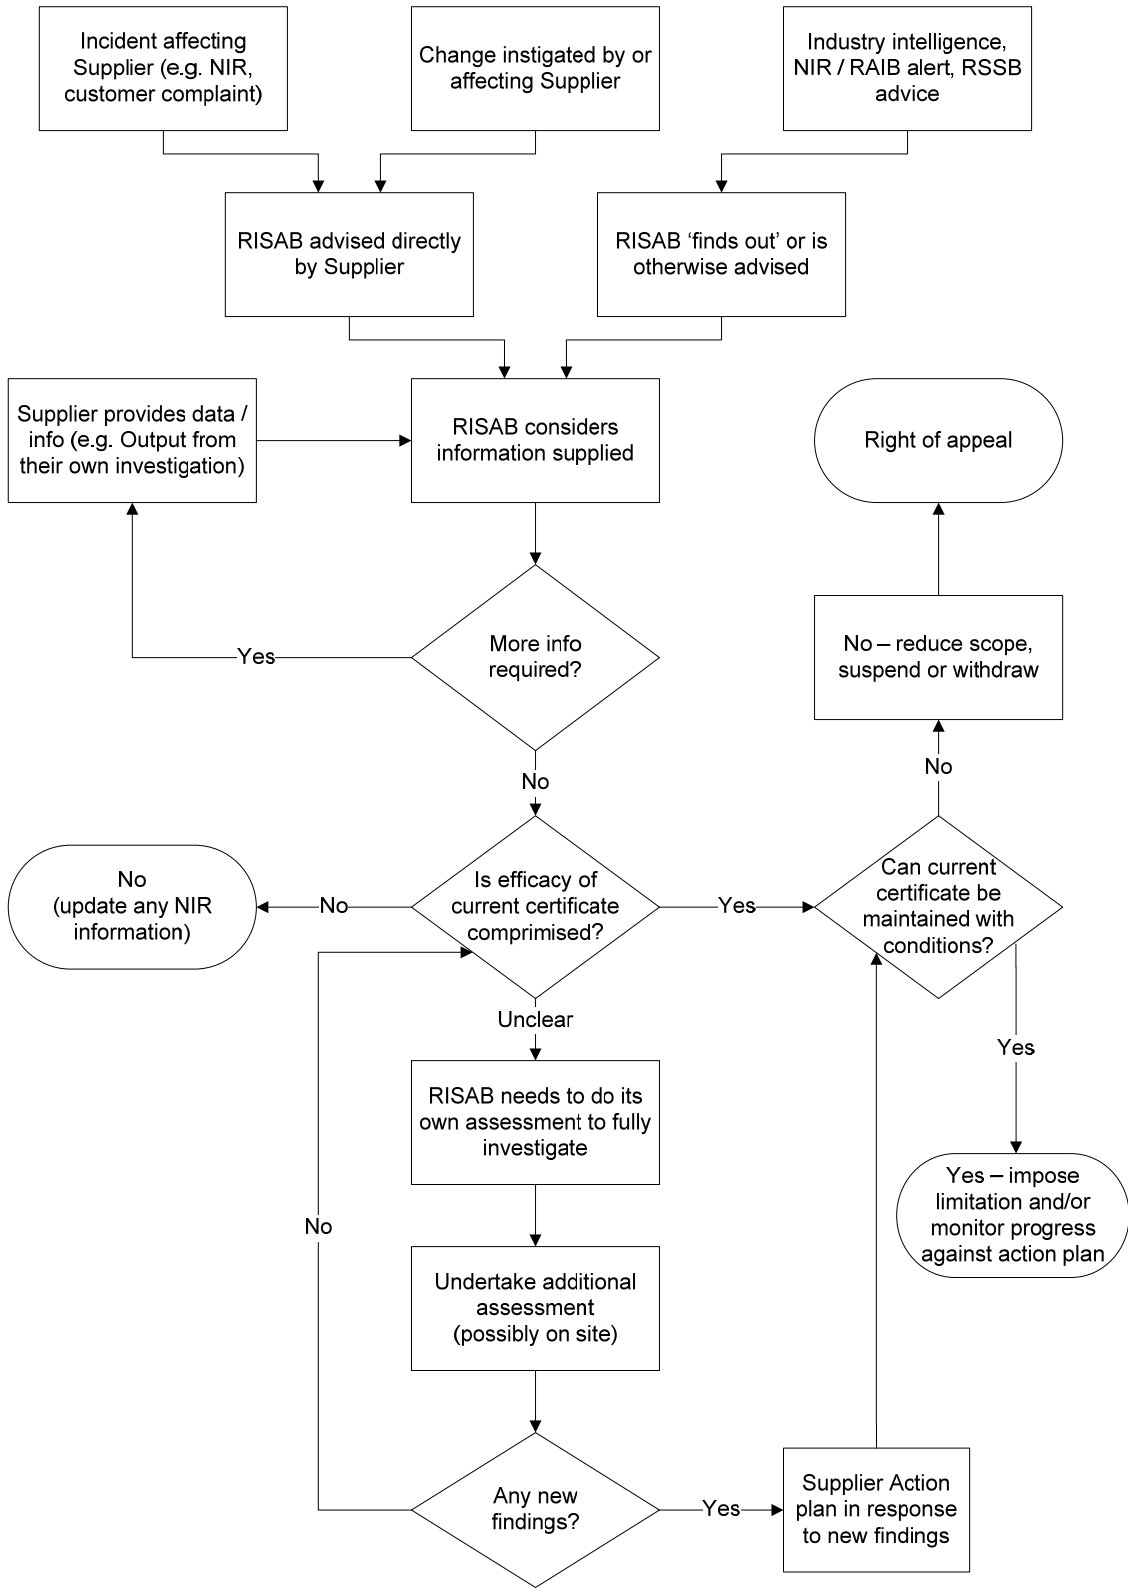 Incident affecting
Supplier (e.g. NIR,
customer complaint)
Change instigated by or
affecting Supplier
Industry intelligence,
NIR / RAIB alert, RSSB
advice
RISAB advised directly
by Supplier
RISAB ‘finds out’ or is
otherwise advised
Supplier provides data /
info (e.g. Output from
their own investigation)
RISAB considers
information supplied
Right of appeal
More info
required?
Yes
No – reduce scope,
suspend or withdraw
No
No
No
(update any NIR
information)
No
Is efficacy of
current certificate
comprimised?
Yes
Can current
certificate be
maintained with
conditions?
Unclear
Yes
RISAB needs to do its
own assessment to fully
investigate
Yes – impose
limitation and/or
monitor progress
against action plan
No
Undertake additional
assessment
(possibly on site)
Any new
findings?
Yes
Supplier Action
plan in response
to new findings